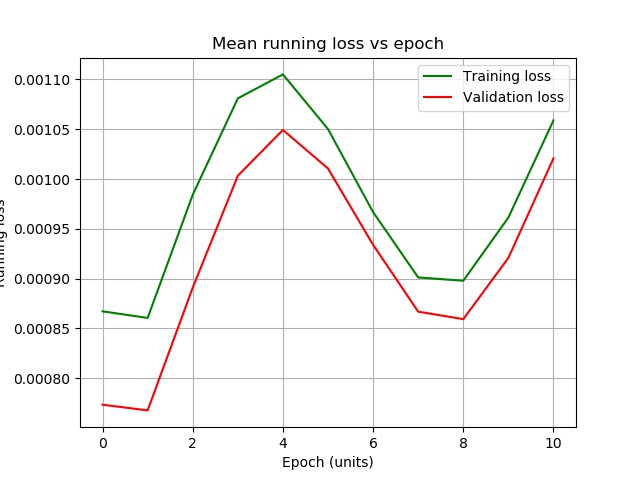 Mean running loss vs epoch
Training loss
Validation loss
0.00110
0.00105
0.00100
0.00095
0.00090
0.00085
0.00080
loss
0 2 4 6 8 10
Epoch (units)